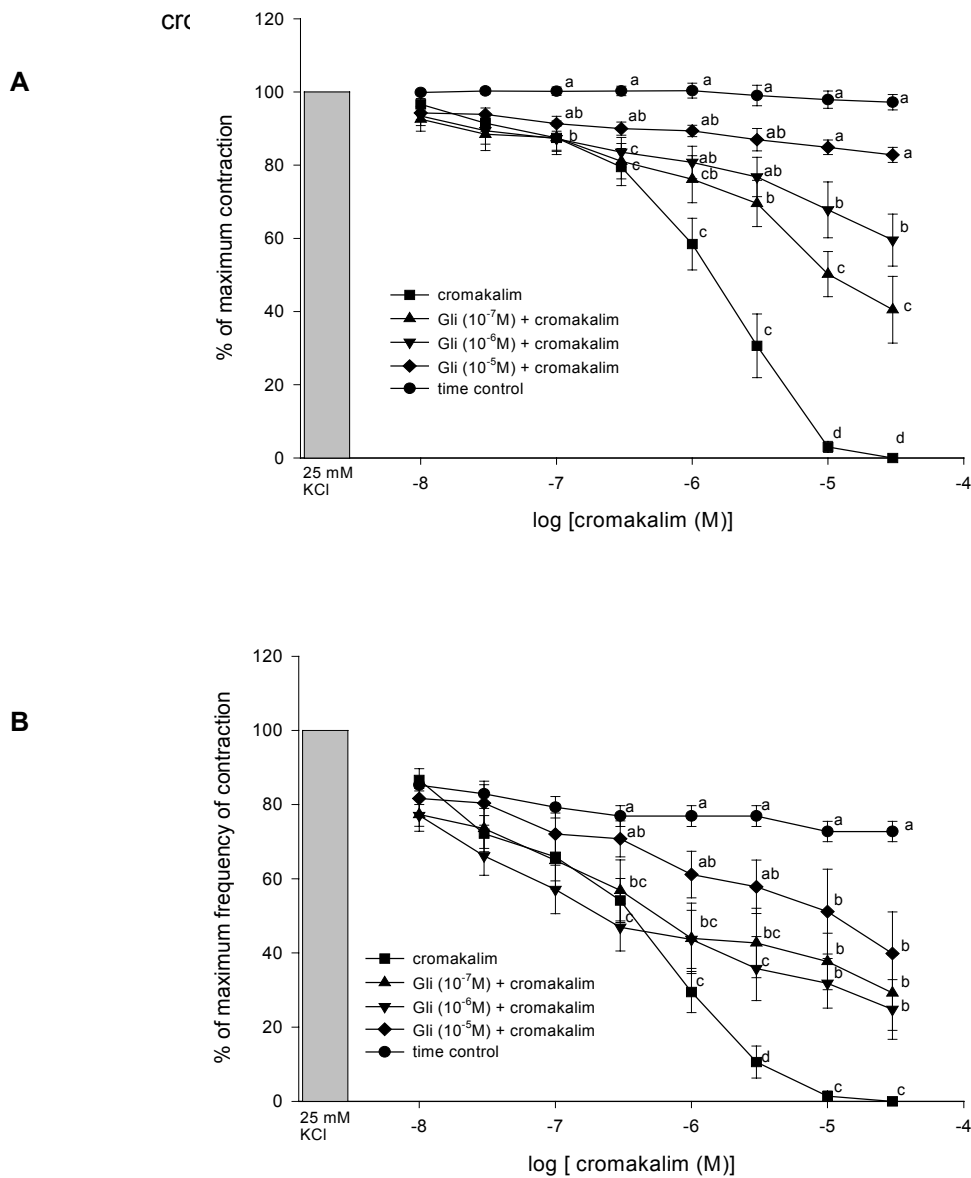 crc
A
% of maximum contraction
120
100
80
60
40
20
0
a a a a a a
ab ab ab ab a a
b c ab ab b b
c cb b c c
c c d d
cromakalim
Gli (10⁻⁷M) + cromakalim
Gli (10⁻⁶M) + cromakalim
Gli (10⁻⁵M) + cromakalim
time control
25 mM
KCl
-8 -7 -6 -5 -4
log [cromakalim (M)]
B
% of maximum frequency of contraction
120
100
80
60
40
20
0
a a a a a
ab ab ab b b
bc bc bc b b
c c b b
c d c c
cromakalim
Gli (10⁻⁷M) + cromakalim
Gli (10⁻⁶M) + cromakalim
Gli (10⁻⁵M) + cromakalim
time control
25 mM
KCl
-8 -7 -6 -5 -4
log [ cromakalim (M)]